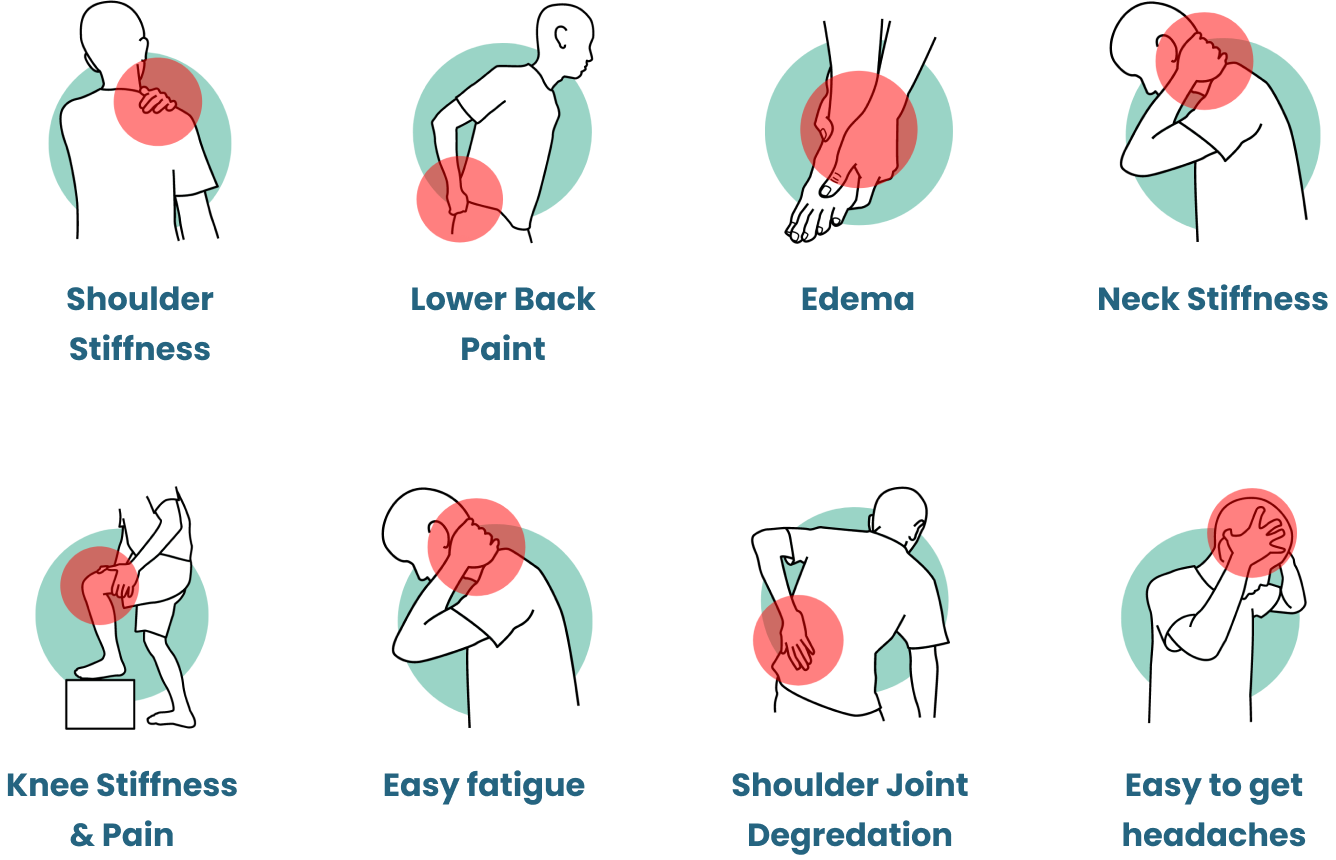 Shoulder
Stiffness
Lower Back
Paint
Edema
Neck Stiffness
Knee Stiffness
& Pain
Easy fatigue
Shoulder Joint
Degredation
Easy to get
headaches